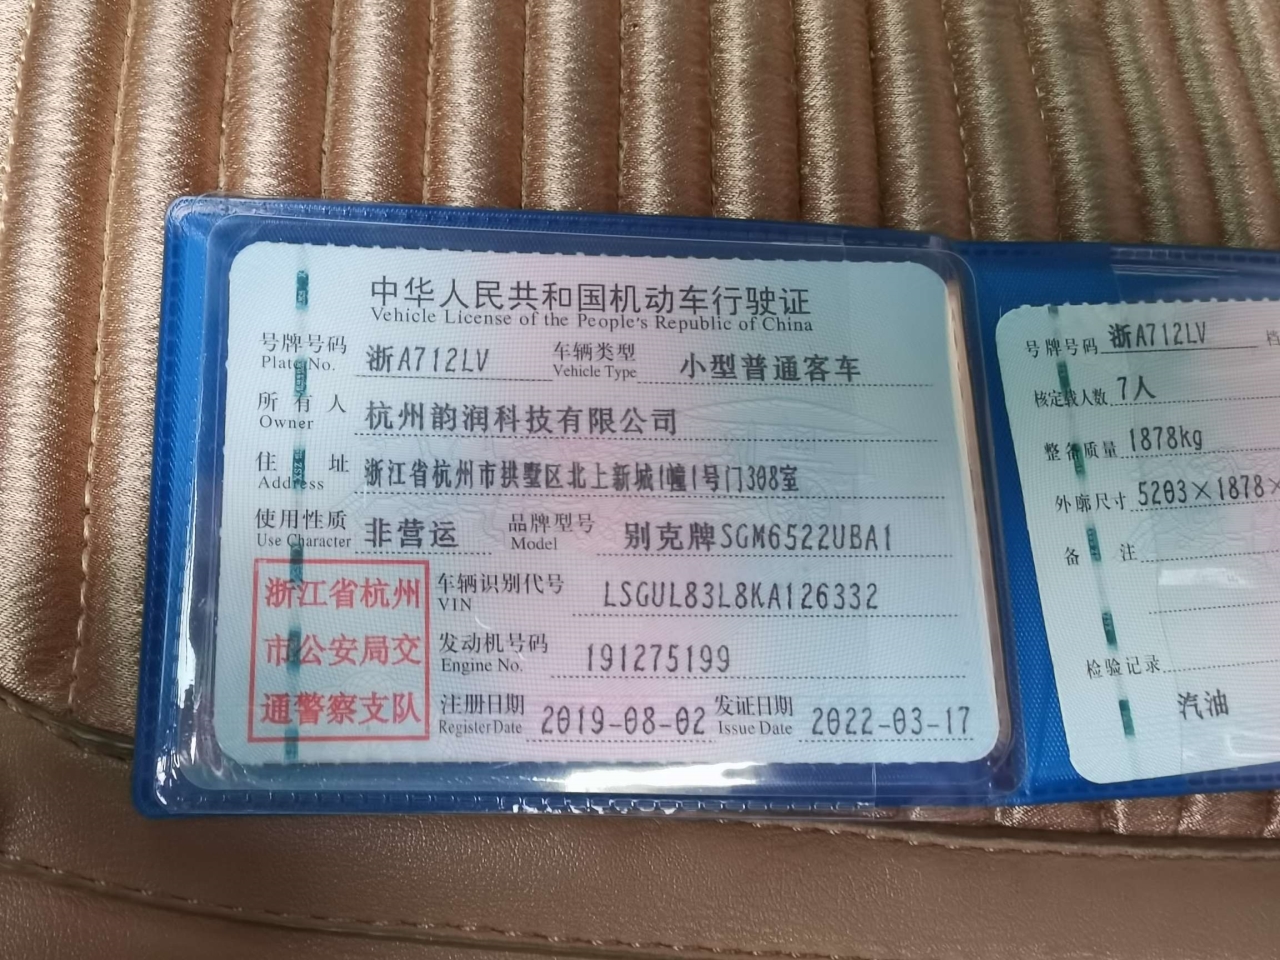 中华人民共和国机动车行驶证
Vehicle License of the People's Republic of China
号牌号码 浙A712LV 车辆类型 小型普通客车
Plate No. Vehicle Type
所有人 杭州韵润科技有限公司
Owner
住址 浙江省杭州市拱墅区北上新城1幢1号门308室
Address
使用性质 非营运 品牌型号 别克牌SGM6522UBA1
Use Character Model
浙江省杭州
市公安局交
通警察支队
车辆识别代号 LSGUL83L8KA126332
VIN
发动机号码 191275199
Engine No.
注册日期 2019-08-02 发证日期 2022-03-17
Register Date Issue Date
号牌号码 浙A712LV 档
核定载人数 7人
整备质量 1878kg
外廓尺寸 5203×1878×
备注
检验记录
汽油